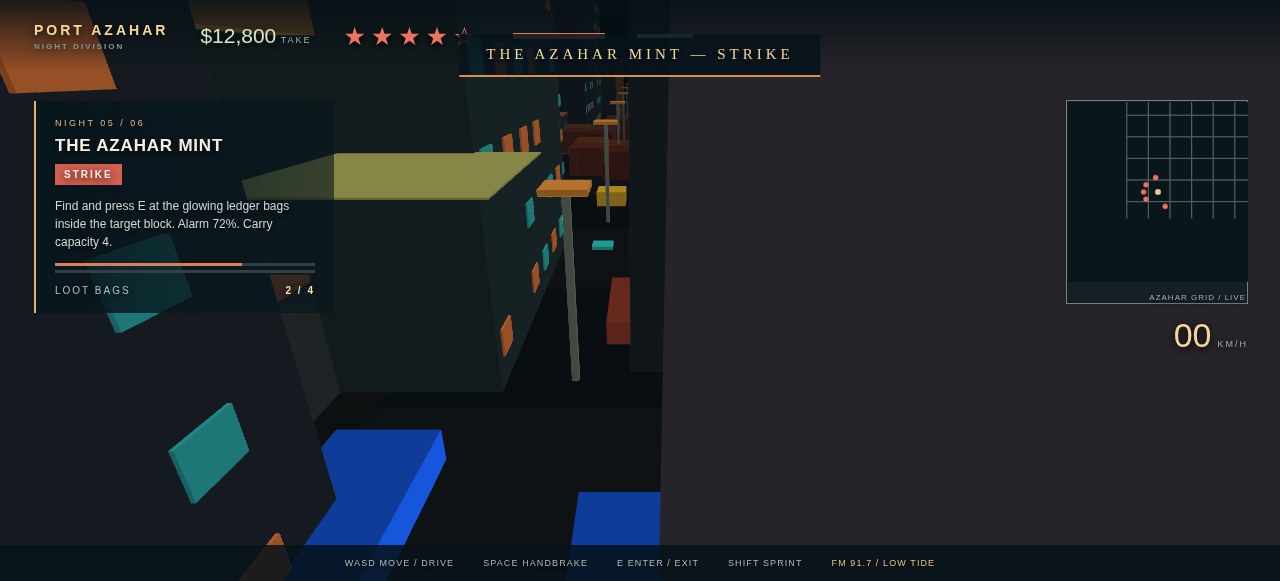 PORT AZAHAR
NIGHT DIVISION
$12,800 TAKE
★★★★☆
THE AZAHAR MINT — STRIKE
NIGHT 05 / 06
THE AZAHAR MINT
STRIKE
Find and press E at the glowing ledger bags
inside the target block. Alarm 72%. Carry
capacity 4.
LOOT BAGS 2 / 4
AZAHAR GRID / LIVE
00 KM/H
WASD MOVE / DRIVE SPACE HANDBRAKE E ENTER / EXIT SHIFT SPRINT FM 91.7 / LOW TIDE